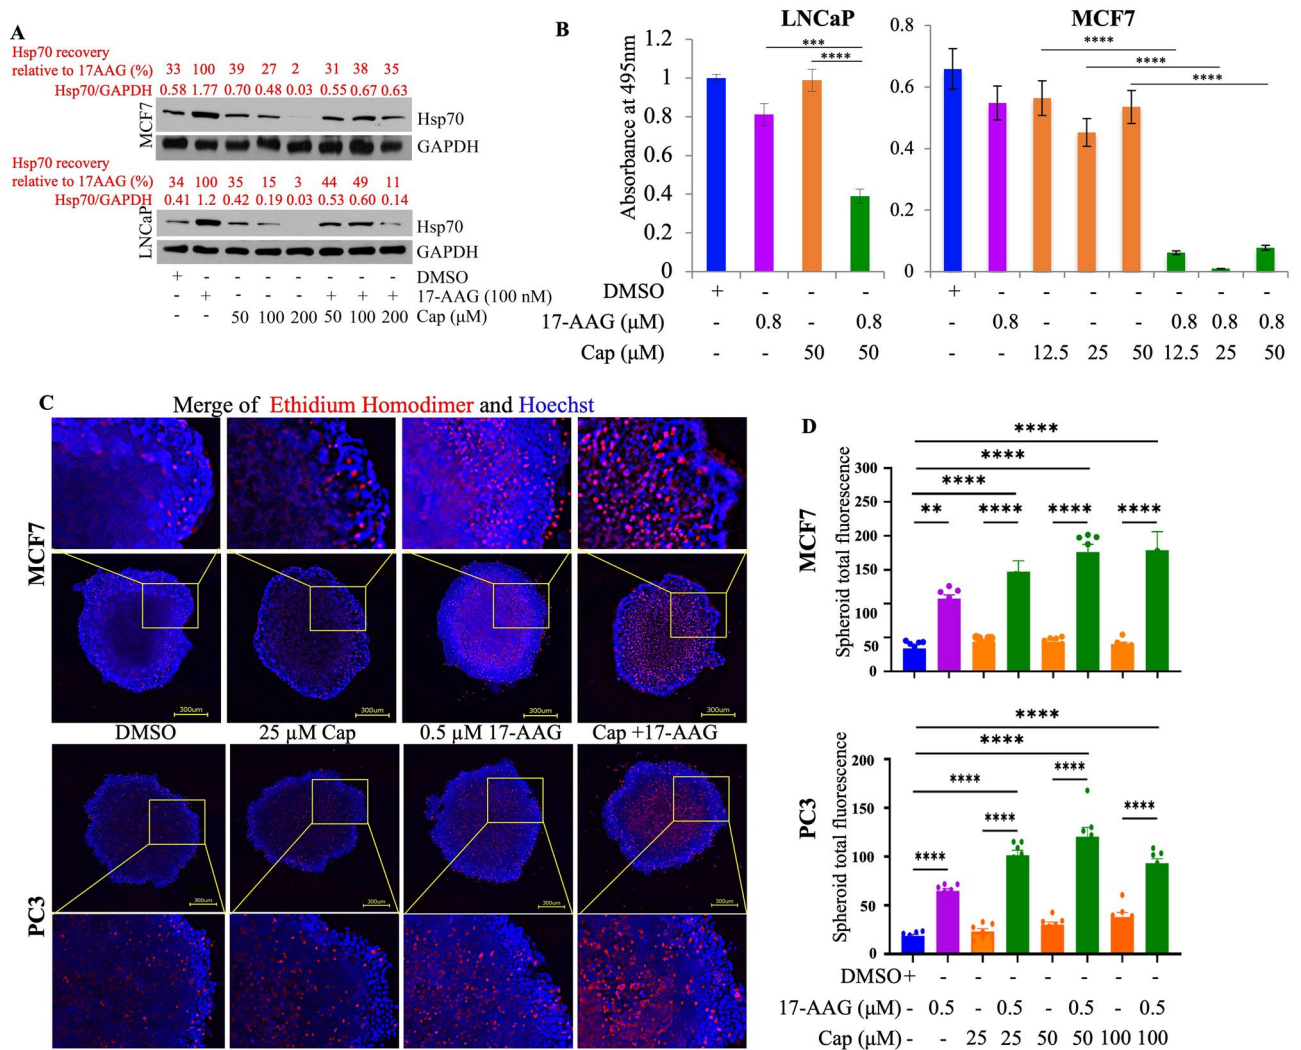 A
Hsp70 recovery
relative to 17AAG (%) 33 100 39 27 2 31 38 35
Hsp70/GAPDH 0.58 1.77 0.70 0.48 0.03 0.55 0.67 0.63
MCF7
Hsp70
GAPDH
Hsp70 recovery
relative to 17AAG (%) 34 100 35 15 3 44 49 11
Hsp70/GAPDH 0.41 1.2 0.42 0.19 0.03 0.53 0.60 0.14
LNCaP
Hsp70
GAPDH
+ - - - - - - - DMSO
- + - - - + + + 17-AAG (100 nM)
- - 50 100 200 50 100 200 Cap (µM)
B
LNCaP
Absorbance at 495nm
1.2
1
0.8
0.6
0.4
0.2
0
***
****
MCF7
0.8
0.6
0.4
0.2
0
****
****
****
DMSO + - - - + - - - - - - -
17-AAG (µM) - 0.8 - 0.8 - 0.8 - - - 0.8 0.8 0.8
Cap (µM) - - 50 50 - - 12.5 25 50 12.5 25 50
C
Merge of Ethidium Homodimer and Hoechst
MCF7
300um 300um 300um 300um
DMSO 25 µM Cap 0.5 µM 17-AAG Cap +17-AAG
PC3
300um 300um 300um 300um
D
MCF7
Spheroid total fluorescence
300
250
200
150
100
50
0
****
****
****
** **** **** ****
PC3
Spheroid total fluorescence
200
150
100
50
0
****
****
****
****
****
****
****
DMSO + - - - - - - -
17-AAG (µM) - 0.5 - 0.5 - 0.5 - 0.5
Cap (µM) - - 25 25 50 50 100 100